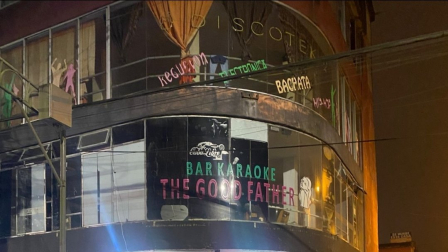 DISCOTEK
REGUETON
ELECTRONICA
BACHATA
BAR KARAOKE
THE GOOD FATHER